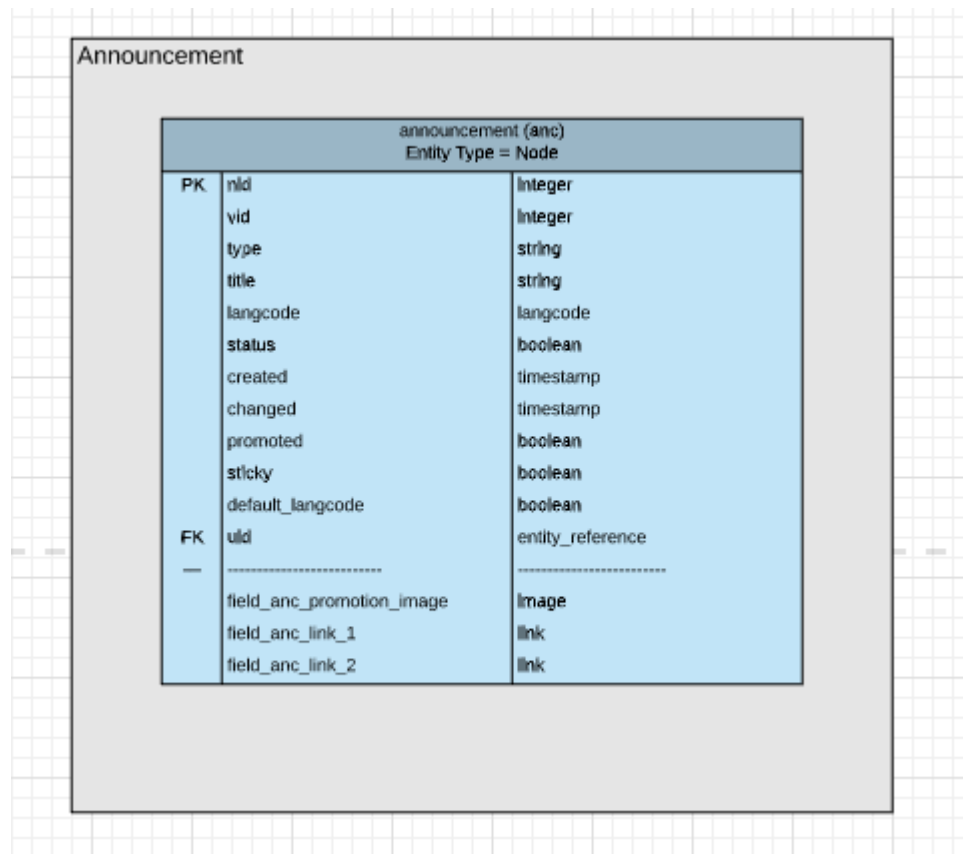 Announcement
announcement (anc)
Entity Type = Node
PK nid integer
vid integer
type string
title string
langcode langcode
status boolean
created timestamp
changed timestamp
promoted boolean
sticky boolean
default_langcode boolean
FK uid entity_reference
— -------------------------- -------------------------
field_anc_promotion_image image
field_anc_link_1 link
field_anc_link_2 link